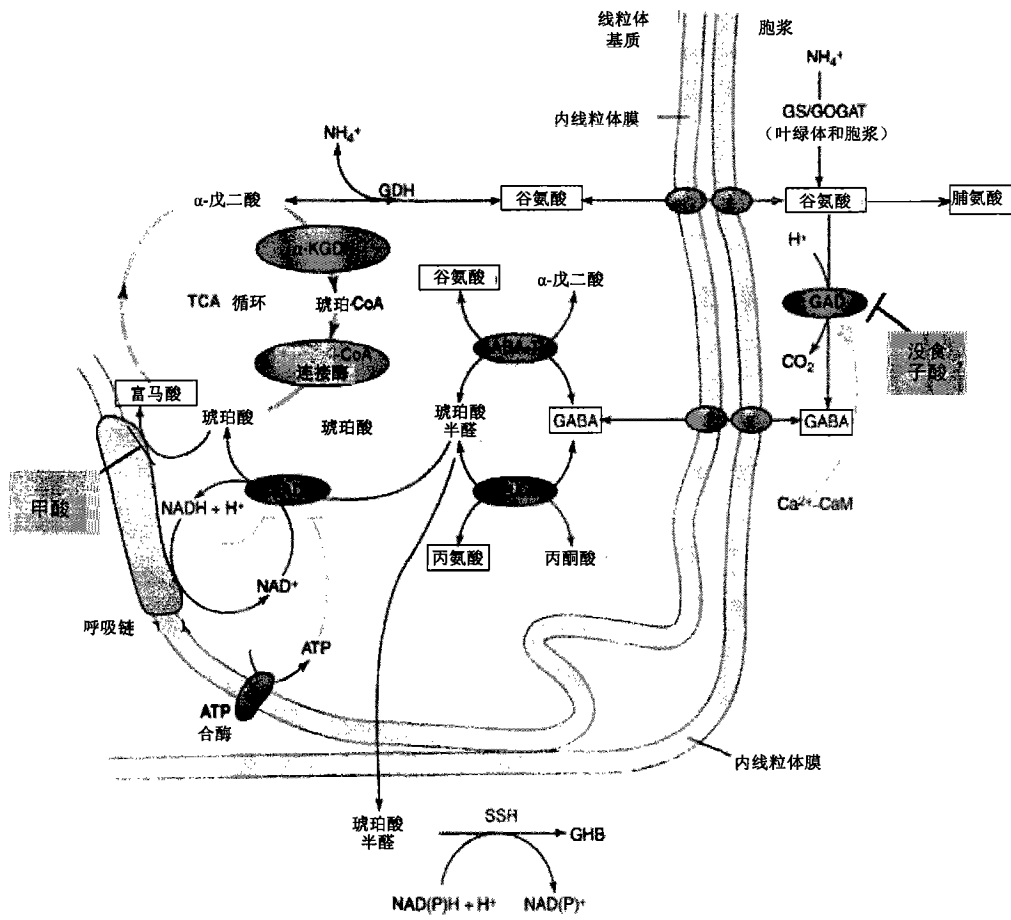 线粒体
基质
胞浆
NH₄⁺
GS/GOGAT
（叶绿体和胞浆）
内线粒体膜
NH₄⁺
GDH
α-戊二酸
谷氨酸
谷氨酸
脯氨酸
H⁺
α-KGD
谷氨酸
α-戊二酸
TCA 循环
琥珀-CoA
GAD
没食
子酸
CO₂
-CoA
连接酶
富马酸
琥珀酸
琥珀酸
琥珀酸
半醛
GABA
GABA
甲酸
NADH + H⁺
Ca²⁺-CaM
丙氨酸
丙酮酸
NAD⁺
呼吸链
ATP
ATP
合酶
内线粒体膜
琥珀酸
半醛
SSR
GHB
NAD(P)H + H⁺
NAD(P)⁺